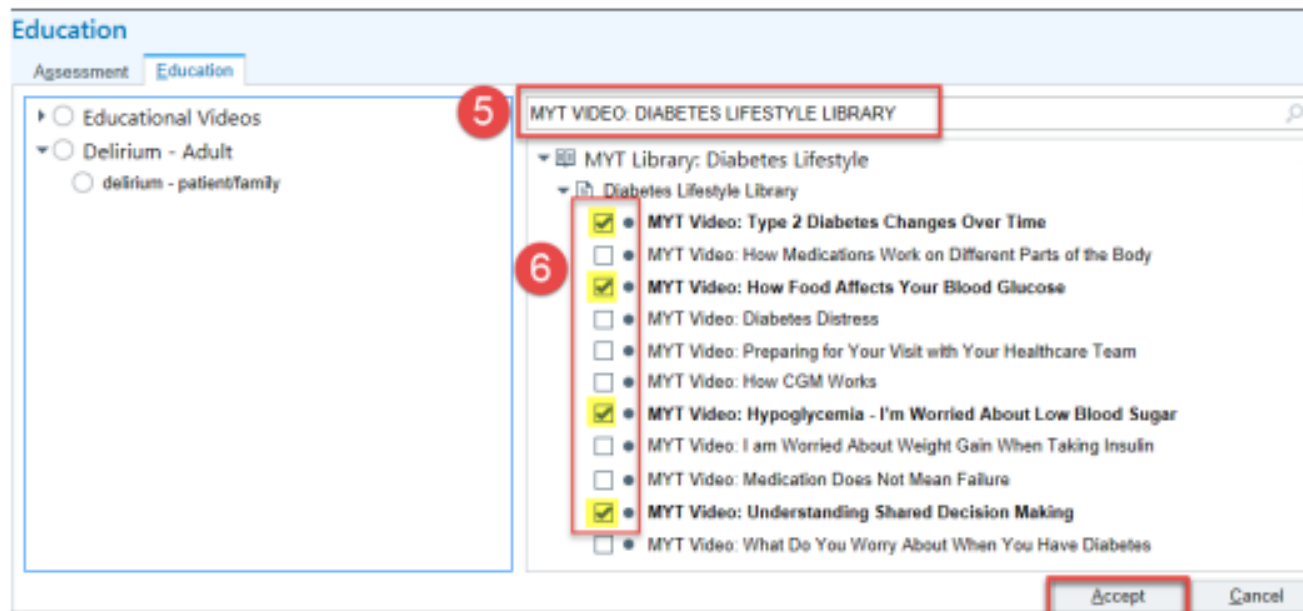 Education
Assessment Education
Educational Videos
Delirium - Adult
delirium - patient/family
5
MYT VIDEO: DIABETES LIFESTYLE LIBRARY
MYT Library: Diabetes Lifestyle
Diabetes Lifestyle Library
MYT Video: Type 2 Diabetes Changes Over Time
MYT Video: How Medications Work on Different Parts of the Body
6
MYT Video: How Food Affects Your Blood Glucose
MYT Video: Diabetes Distress
MYT Video: Preparing for Your Visit with Your Healthcare Team
MYT Video: How CGM Works
MYT Video: Hypoglycemia - I'm Worried About Low Blood Sugar
MYT Video: I am Worried About Weight Gain When Taking Insulin
MYT Video: Medication Does Not Mean Failure
MYT Video: Understanding Shared Decision Making
MYT Video: What Do You Worry About When You Have Diabetes
Accept Cancel